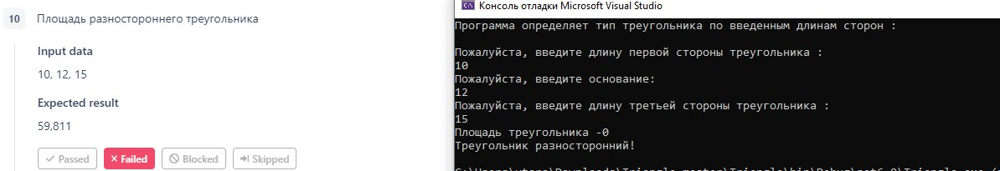 10 Площадь разностороннего треугольника
Input data
10, 12, 15
Expected result
59,811
Passed Failed Blocked Skipped
Консоль отладки Microsoft Visual Studio
Программа определяет тип треугольника по введенным длинам сторон :
Пожалуйста, введите длину первой стороны треугольника :
10
Пожалуйста, введите основание:
12
Пожалуйста, введите длину третьей стороны треугольника :
15
Площадь треугольника -0
Треугольник разносторонний!